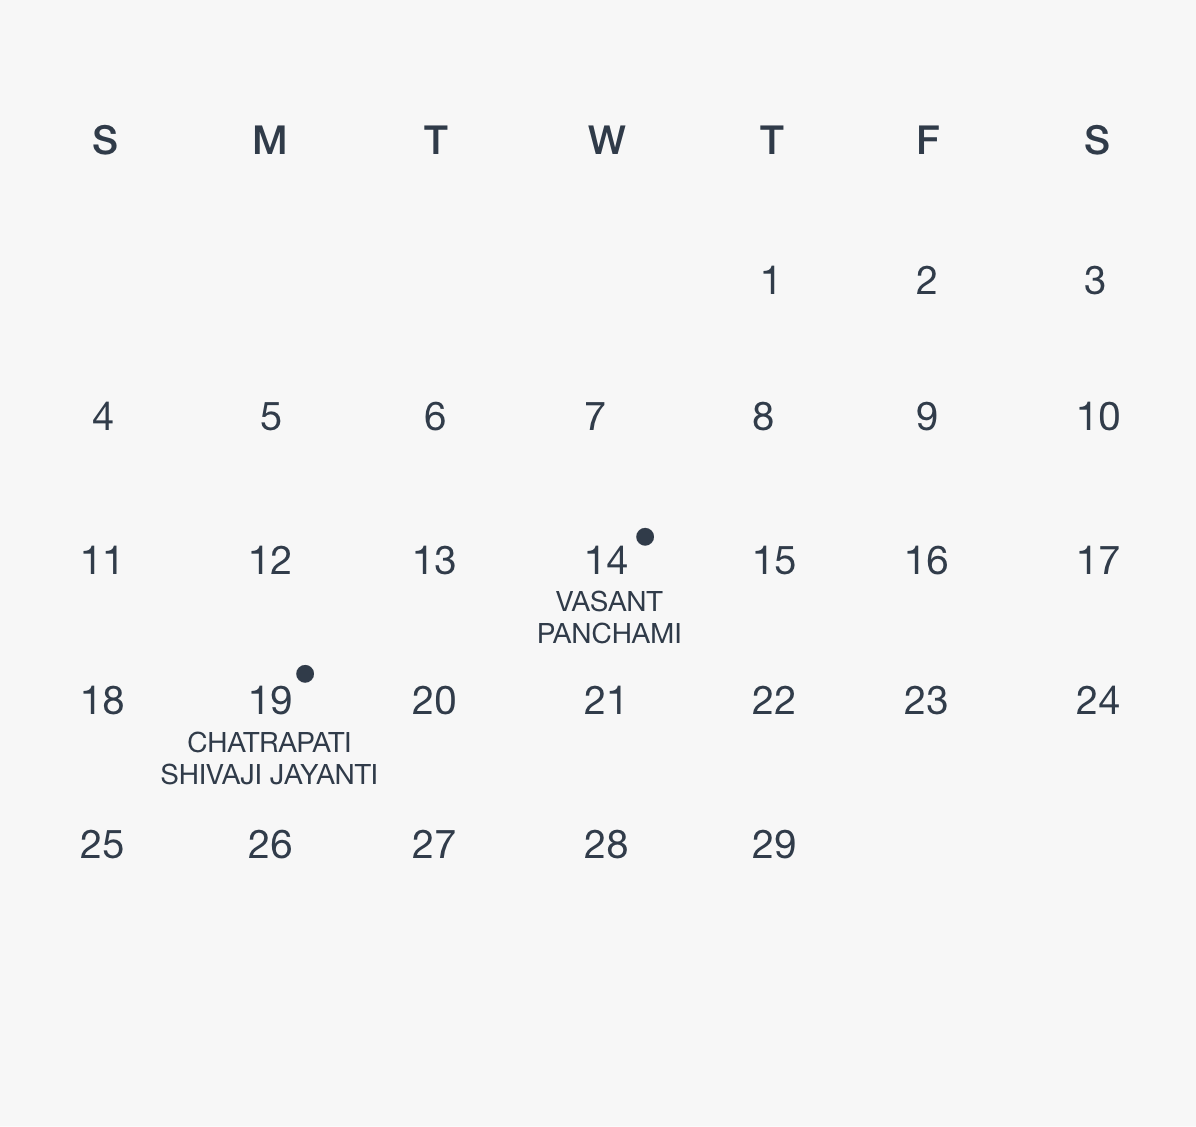 S M T W T F S
1 2 3
4 5 6 7 8 9 10
11 12 13 14 15 16 17
VASANT
PANCHAMI
18 19 20 21 22 23 24
CHATRAPATI
SHIVAJI JAYANTI
25 26 27 28 29